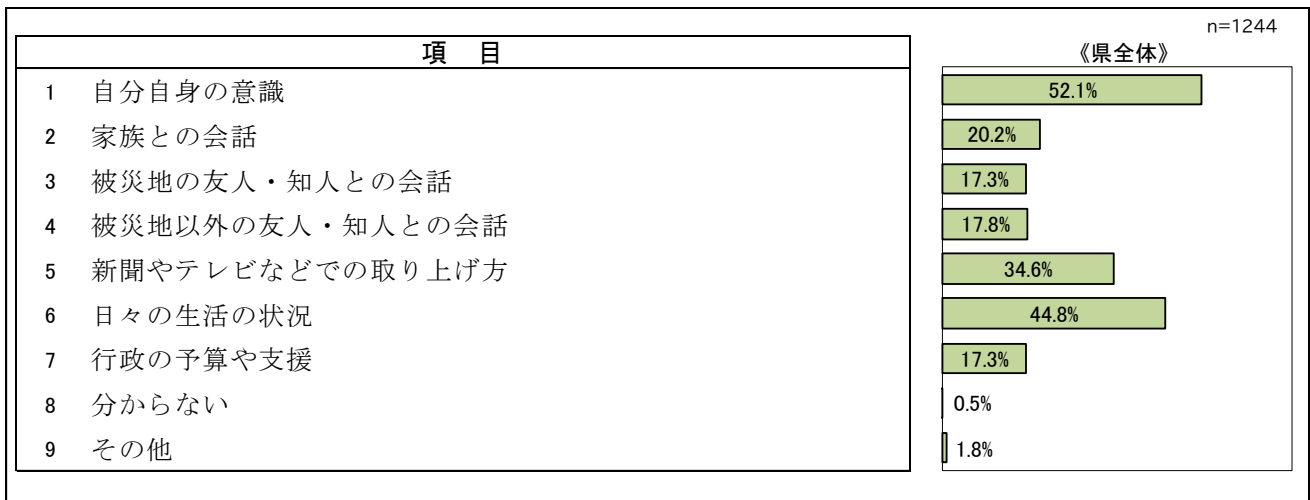 n=1244
項 目 《県全体》
1 自分自身の意識 52.1%
2 家族との会話 20.2%
3 被災地の友人・知人との会話 17.3%
4 被災地以外の友人・知人との会話 17.8%
5 新聞やテレビなどでの取り上げ方 34.6%
6 日々の生活の状況 44.8%
7 行政の予算や支援 17.3%
8 分からない 0.5%
9 その他 1.8%